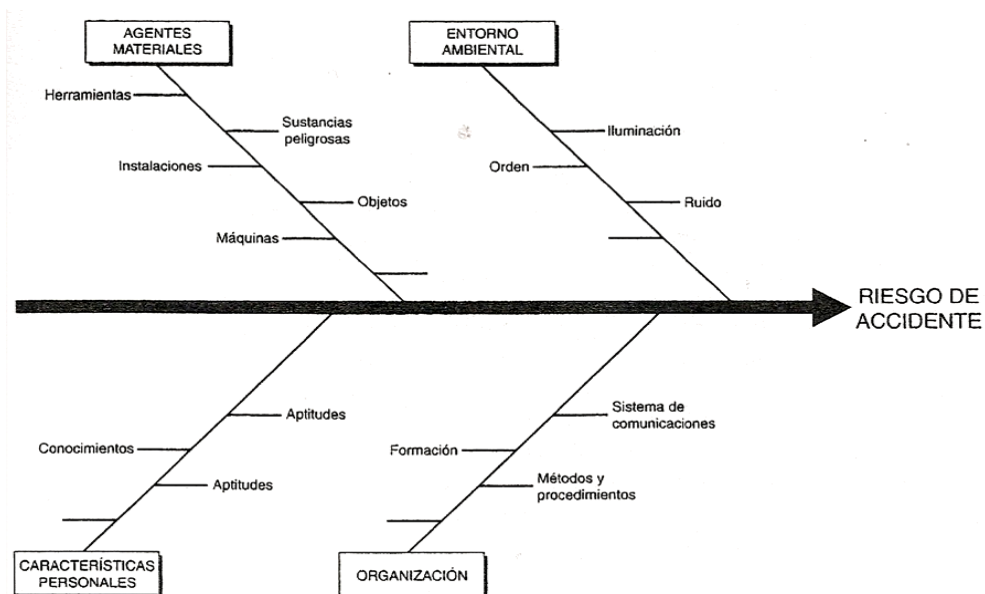 AGENTES
MATERIALES
Herramientas
Sustancias
peligrosas
Instalaciones
Objetos
Máquinas
ENTORNO
AMBIENTAL
Iluminación
Orden
Ruido
RIESGO DE
ACCIDENTE
Aptitudes
Conocimientos
Aptitudes
CARACTERÍSTICAS
PERSONALES
Sistema de
comunicaciones
Formación
Métodos y
procedimientos
ORGANIZACIÓN